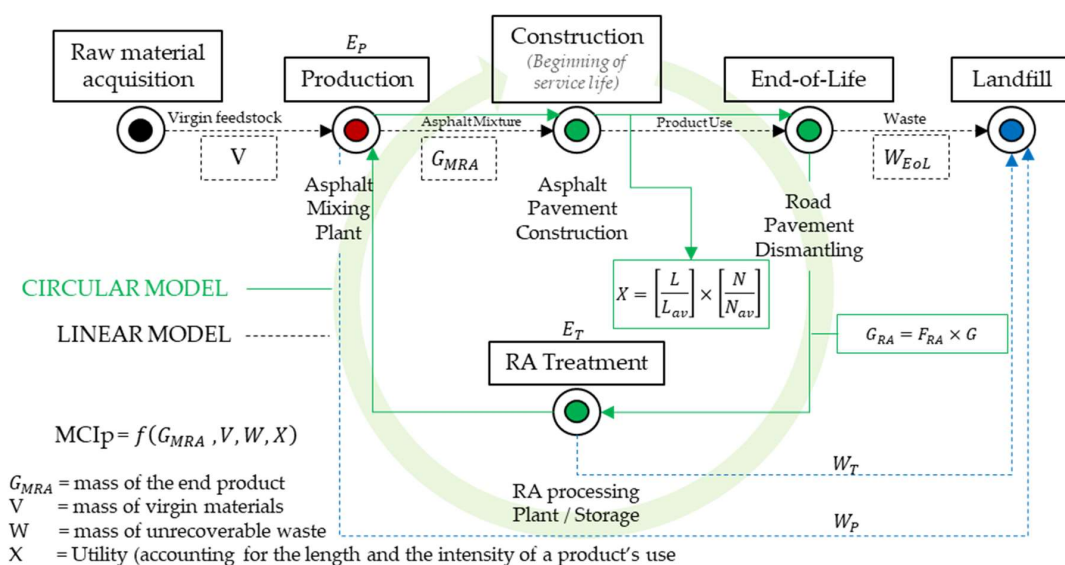 Raw material
acquisition
E_P
Production
Construction
(Beginning of
service life)
End-of-Life
Landfill
Virgin feedstock
Asphalt Mixture
Product Use
Waste
V
G_MRA
W_EoL
Asphalt
Mixing
Plant
Asphalt
Pavement
Construction
Road
Pavement
Dismantling
CIRCULAR MODEL
X = [L/L_av] × [N/N_av]
LINEAR MODEL
E_T
G_RA = F_RA × G
RA Treatment
MCIp = f(G_MRA , V, W, X)
W_T
G_MRA = mass of the end product
RA processing
Plant / Storage
V = mass of virgin materials
W_P
W = mass of unrecoverable waste
X = Utility (accounting for the length and the intensity of a product's use